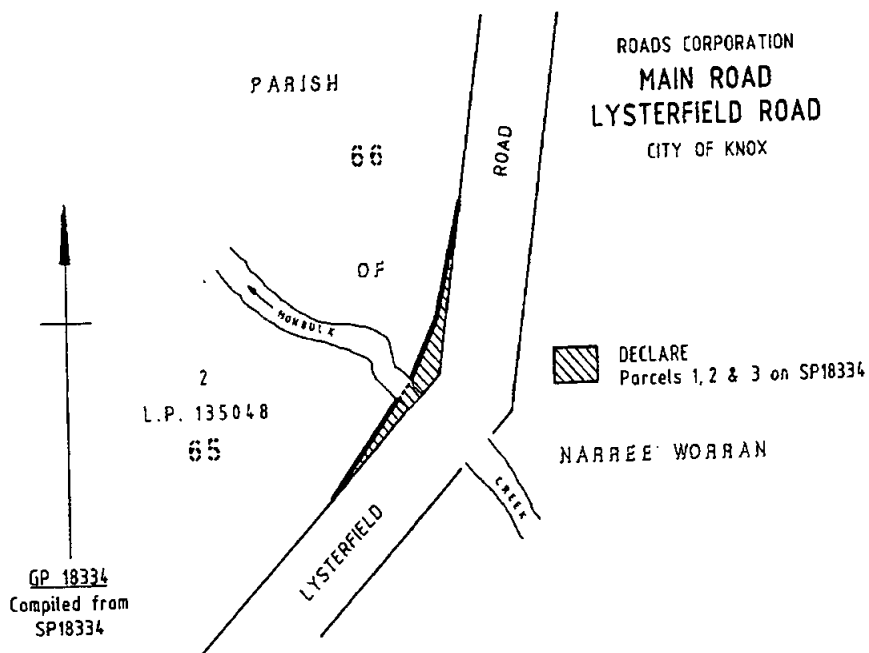 ROADS CORPORATION
MAIN ROAD
LYSTERFIELD ROAD
CITY OF KNOX
PARISH
66
ROAD
OF
MONBULK
DECLARE
Parcels 1, 2 & 3 on SP18334
2
L.P. 135048
65
NARREE WORRAN
CREEK
LYSTERFIELD
GP 18334
Compiled from
SP18334